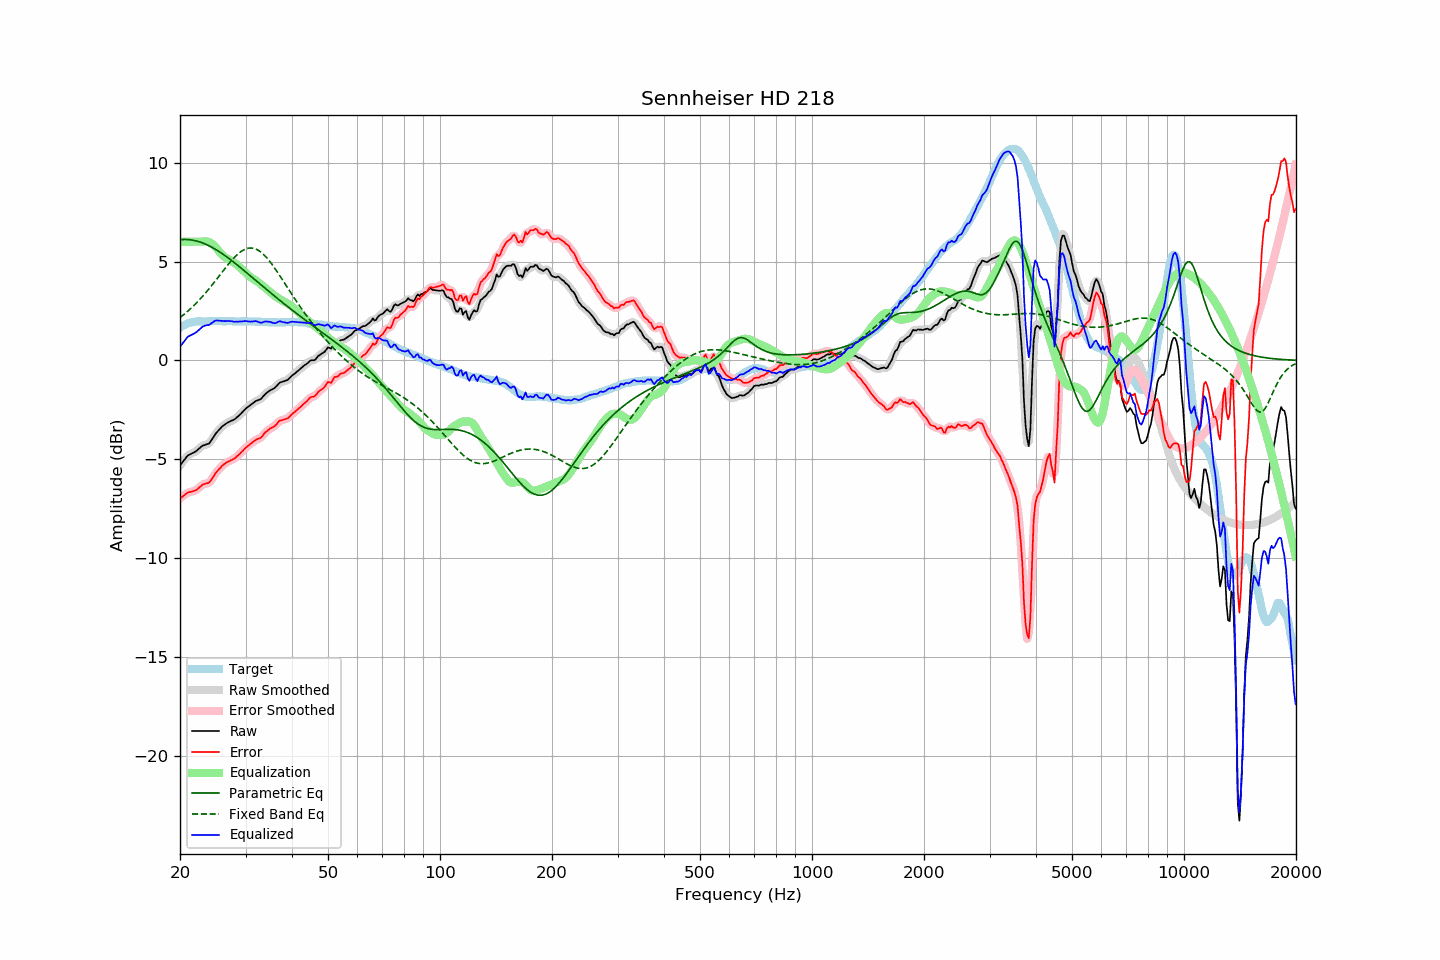 Sennheiser HD 218
Amplitude (dBr)
10
5
0
−5
−10
−15
−20
Target
Raw Smoothed
Error Smoothed
Raw
Error
Equalization
Parametric Eq
Fixed Band Eq
Equalized
20 50 100 200 500 1000 2000 5000 10000 20000
Frequency (Hz)